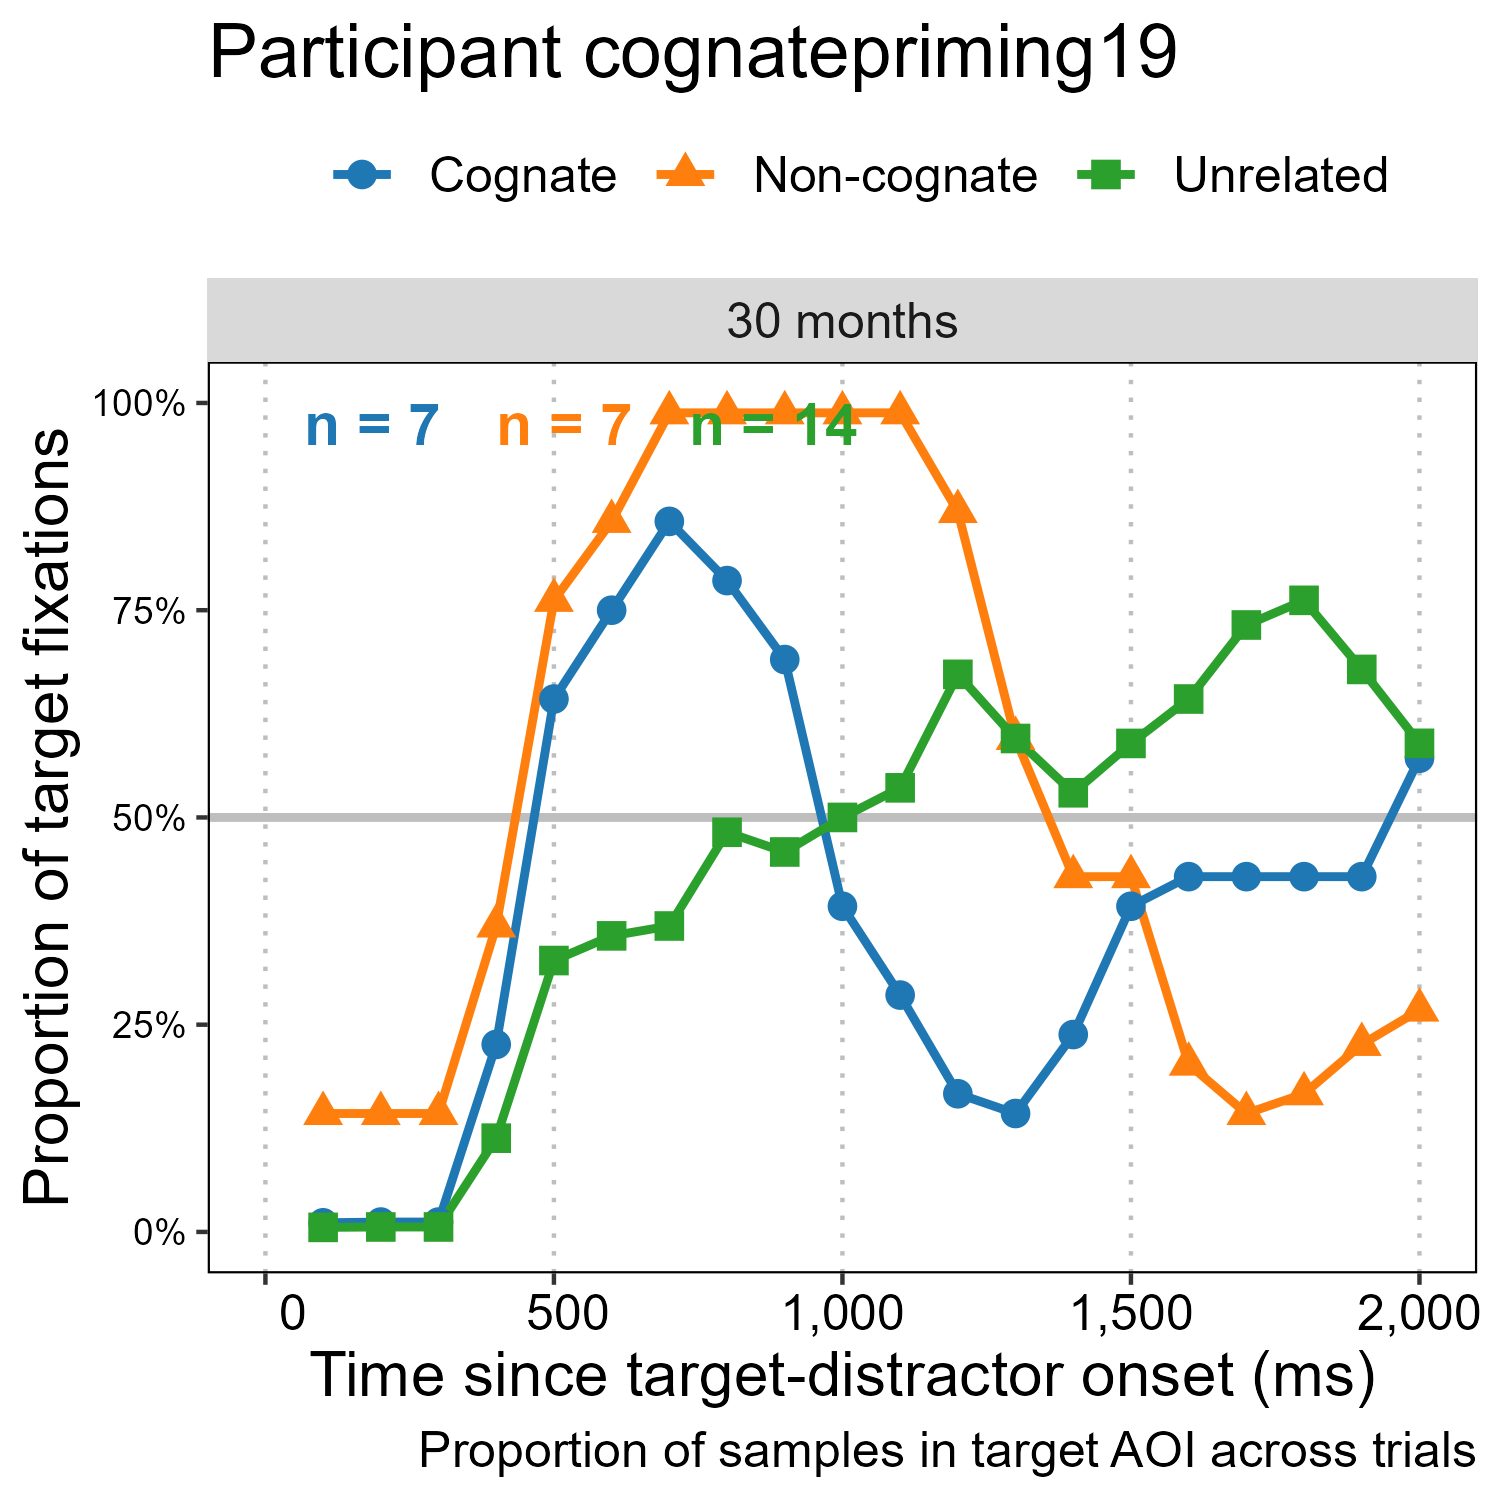 Participant cognatepriming19
Cognate Non-cognate Unrelated
30 months
n = 7 n = 7 n = 14
Proportion of target fixations
100%
75%
50%
25%
0%
0 500 1,000 1,500 2,000
Time since target-distractor onset (ms)
Proportion of samples in target AOI across trials